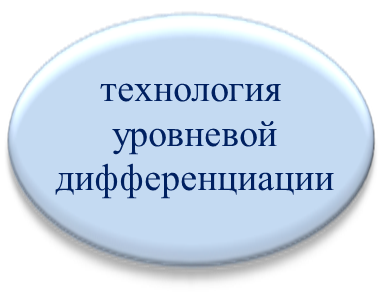 технология
уровневой
дифференциации